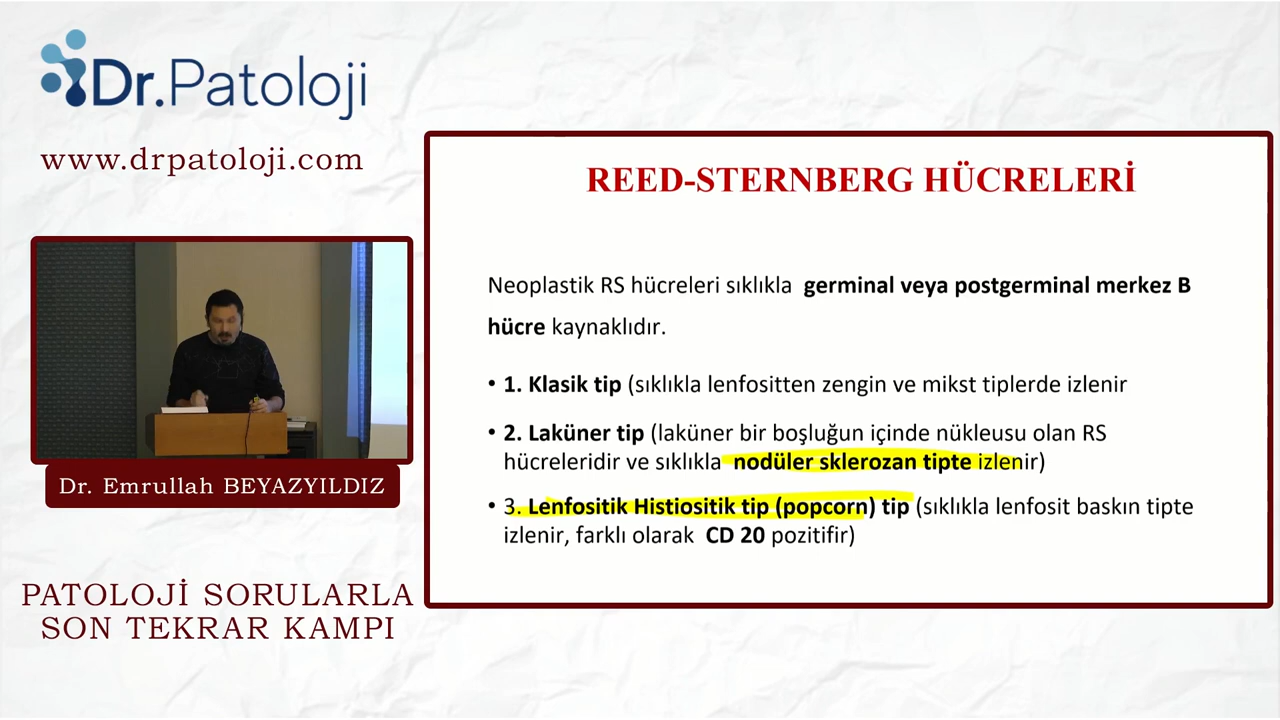 Dr.Patoloji
www.drpatoloji.com
REED-STERNBERG HÜCRELERİ
Neoplastik RS hücreleri sıklıkla germinal veya postgerminal merkez B
hücre kaynaklıdır.
• 1. Klasik tip (sıklıkla lenfositten zengin ve mikst tiplerde izlenir
• 2. Laküner tip (laküner bir boşluğun içinde nükleusu olan RS
hücreleridir ve sıklıkla nodüler sklerozan tipte izlenir)
• 3. Lenfositik Histiositik tip (popcorn) tip (sıklıkla lenfosit baskın tipte
izlenir, farklı olarak CD 20 pozitifir)
Dr. Emrullah BEYAZYILDIZ
PATOLOJİ SORULARLA
SON TEKRAR KAMPI